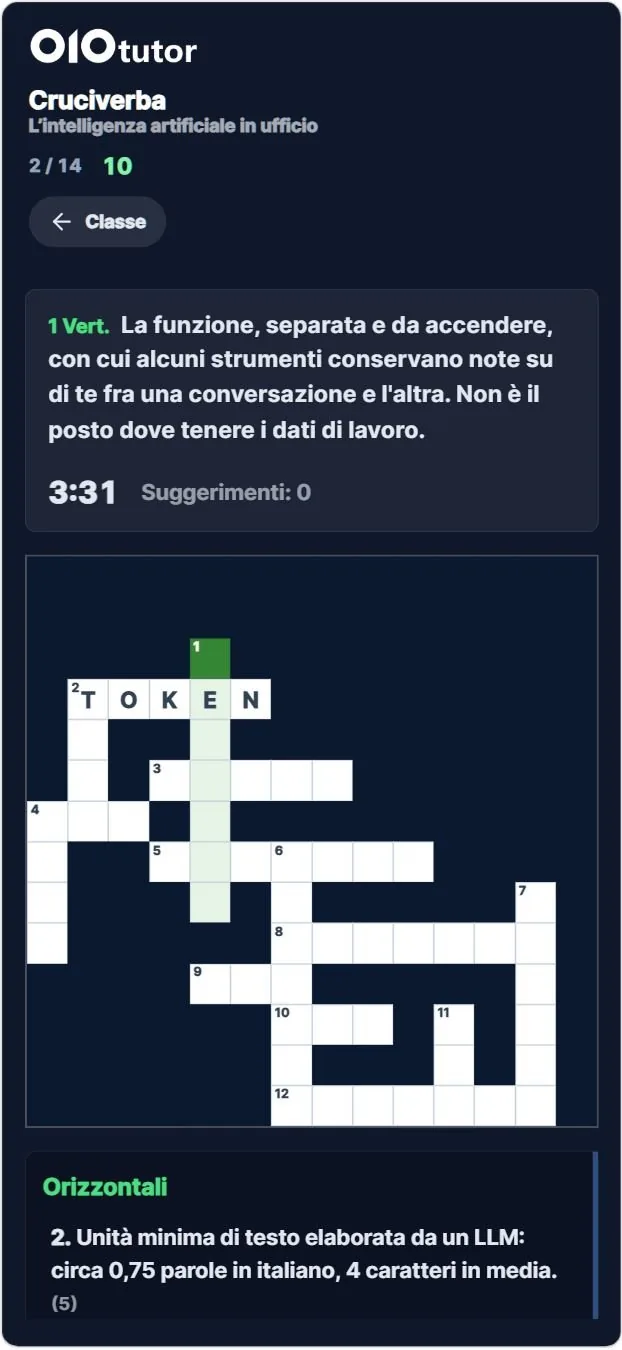 OIOtutor
Cruciverba
L'intelligenza artificiale in ufficio
2 / 14 10
← Classe
1 Vert. La funzione, separata e da accendere,
con cui alcuni strumenti conservano note su
di te fra una conversazione e l'altra. Non è il
posto dove tenere i dati di lavoro.
3:31 Suggerimenti: 0
1
2 T O K E N
3
4
5 6
7
8
9
10 11
12
Orizzontali
2. Unità minima di testo elaborata da un LLM:
circa 0,75 parole in italiano, 4 caratteri in media.
(5)